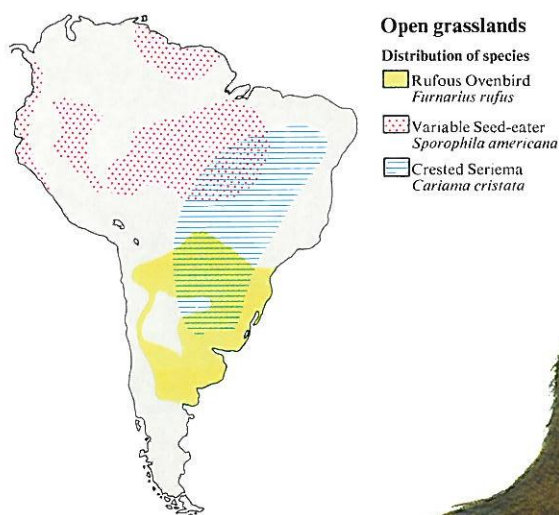 Open grasslands
Distribution of species
Rufous Ovenbird
Furnarius rufus
Variable Seed-eater
Sporophila americana
Crested Seriema
Cariama cristata